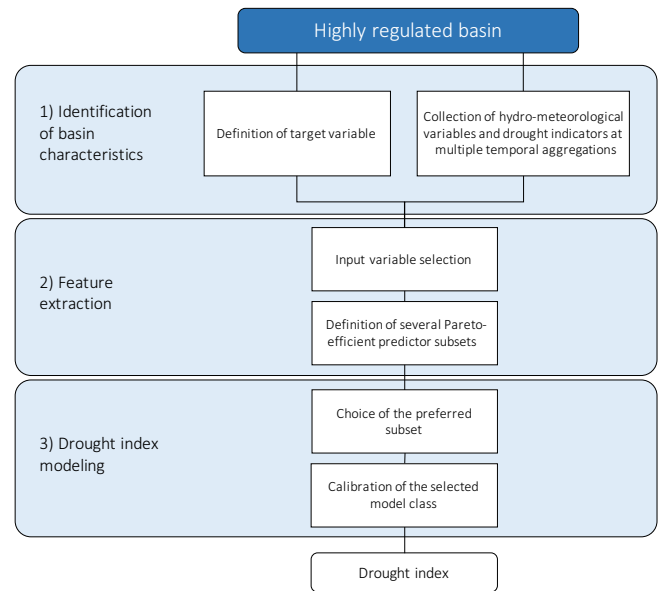 Highly regulated basin
1) Identification
of basin
characteristics
Definition of target variable
Collection of hydro-meteorological
variables and drought indicators at
multiple temporal aggregations
2) Feature
extraction
Input variable selection
Definition of several Pareto-
efficient predictor subsets
3) Drought index
modeling
Choice of the preferred
subset
Calibration of the selected
model class
Drought index